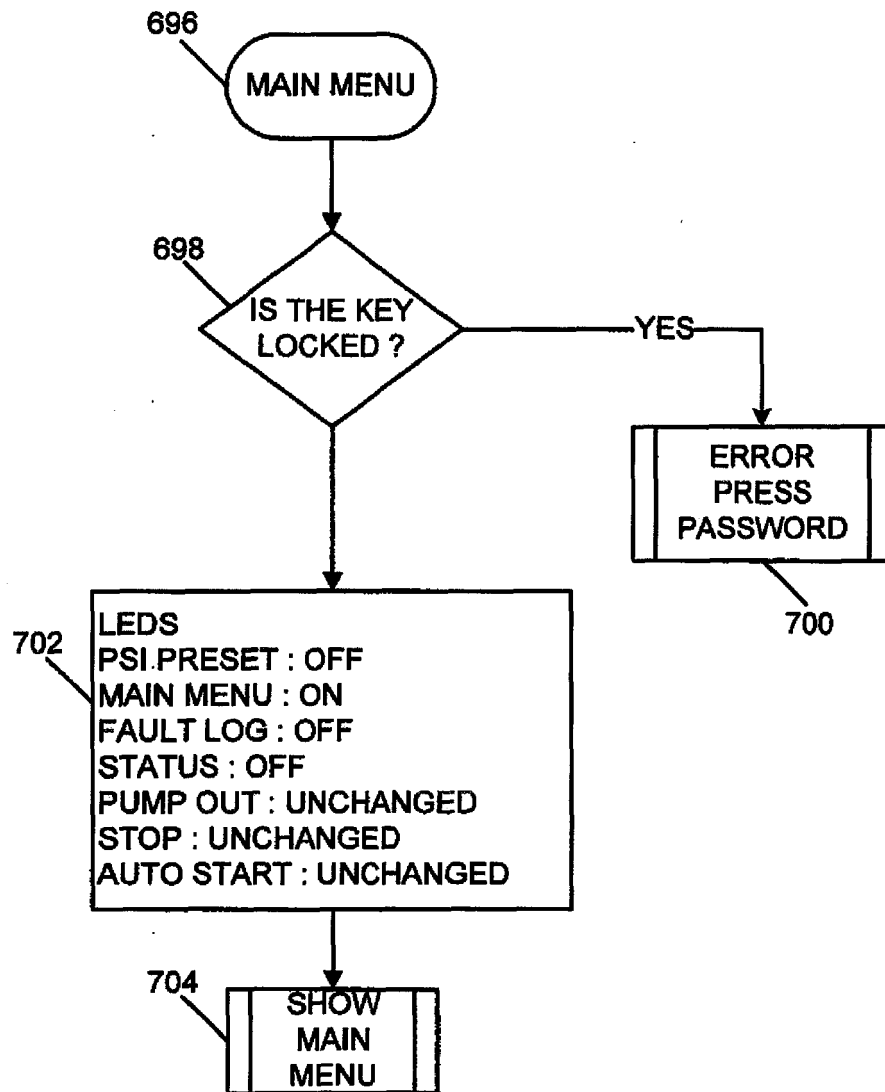 696
MAIN MENU
698
IS THE KEY
LOCKED ?
YES
ERROR
PRESS
PASSWORD
700
702
LEDS
PSI PRESET : OFF
MAIN MENU : ON
FAULT LOG : OFF
STATUS : OFF
PUMP OUT : UNCHANGED
STOP : UNCHANGED
AUTO START : UNCHANGED
704
SHOW
MAIN
MENU